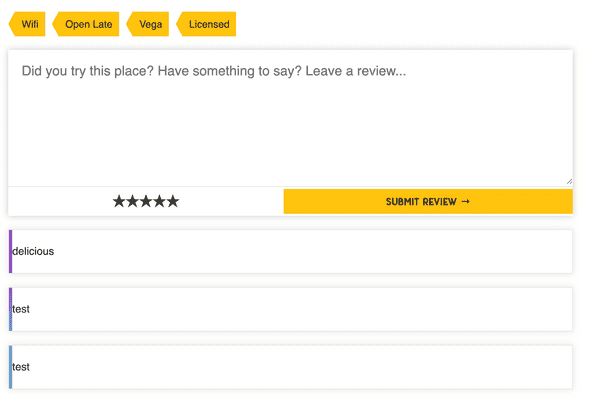 Wifi Open Late Vega Licensed
Did you try this place? Have something to say? Leave a review...
★★★★★ SUBMIT REVIEW →
delicious
test
test